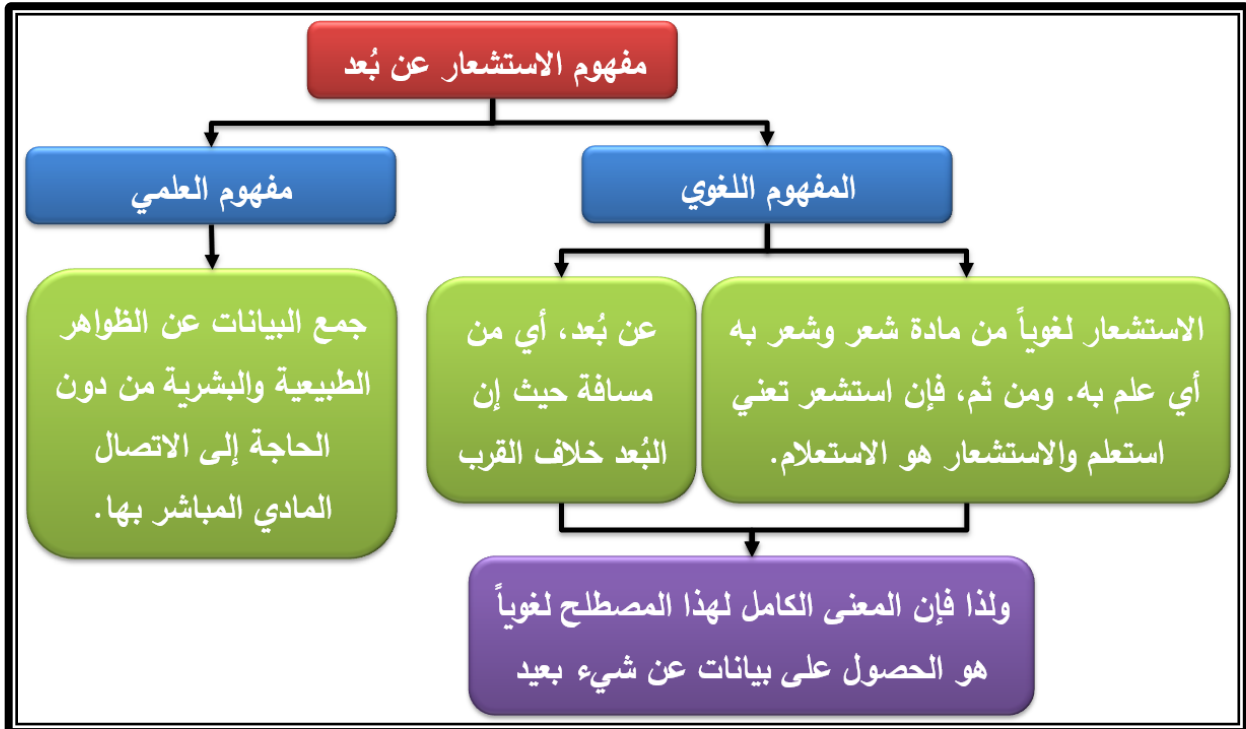 مفهوم الاستشعار عن بُعد
المفهوم اللغوي
مفهوم العلمي
الاستشعار لغوياً من مادة شعر وشعر به
أي علم به. ومن ثم، فإن استشعر تعني
استعلم والاستشعار هو الاستعلام.
عن بُعد، أي من
مسافة حيث إن
البُعد خلاف القرب
جمع البيانات عن الظواهر
الطبيعية والبشرية من دون
الحاجة إلى الاتصال
المادي المباشر بها.
ولذا فإن المعنى الكامل لهذا المصطلح لغوياً
هو الحصول على بيانات عن شيء بعيد